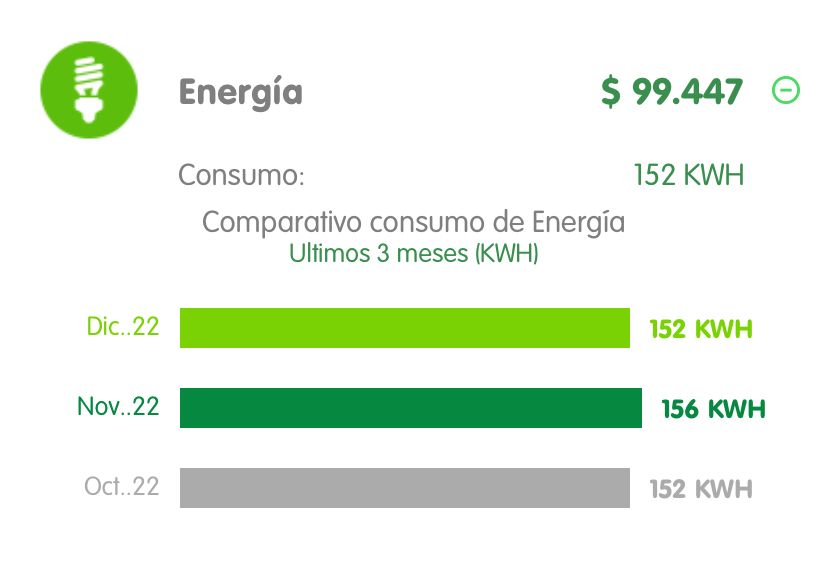 Energía $ 99.447
Consumo: 152 KWH
Comparativo consumo de Energía
Ultimos 3 meses (KWH)
Dic..22 152 KWH
Nov..22 156 KWH
Oct..22 152 KWH